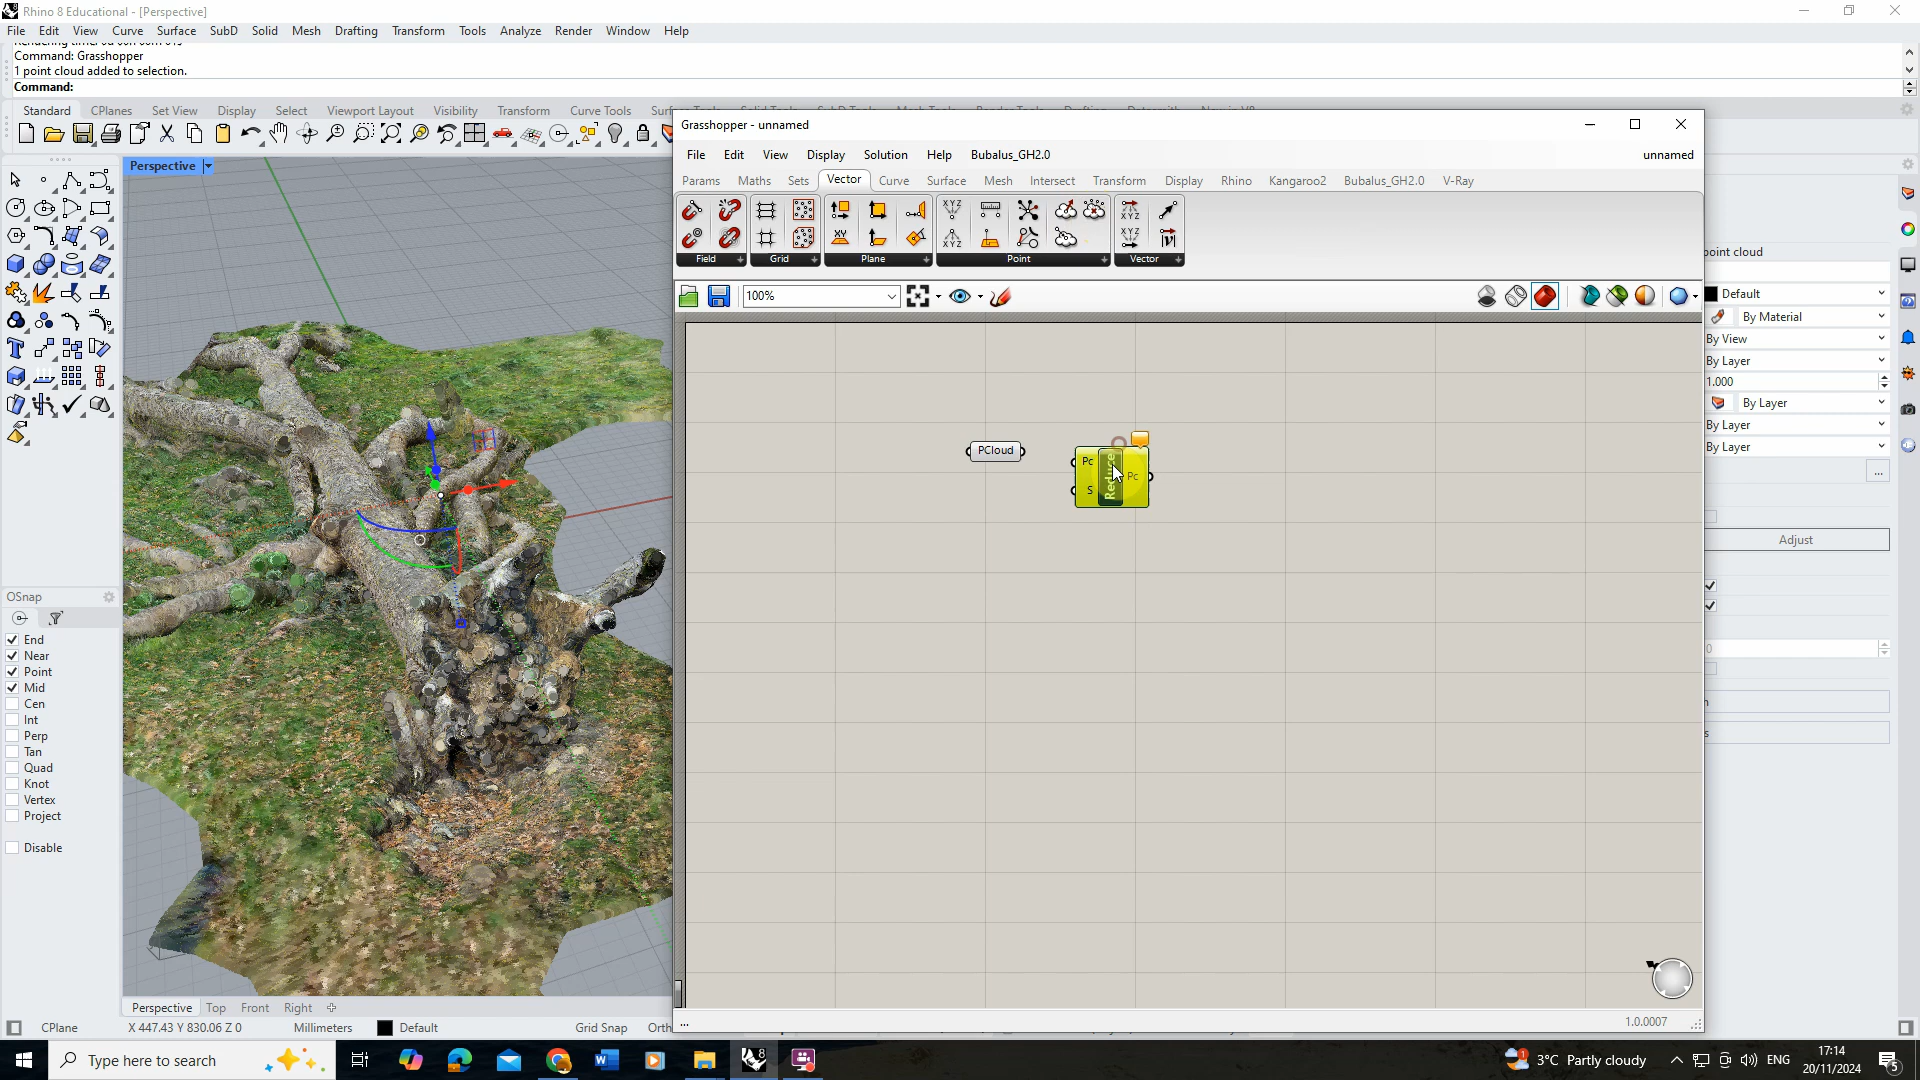 Rhino 8 Educational - [Perspective]
File Edit View Curve Surface SubD Solid Mesh Drafting Transform Tools Analyze Render Window Help
Command: Grasshopper
1 point cloud added to selection.
Command:
Standard CPlanes Set View Display Select Viewport Layout Visibility Transform Curve Tools
Grasshopper - unnamed
File Edit View Display Solution Help Bubalus_GH2.0 unnamed
Perspective
Params Maths Sets Vector Curve Surface Mesh Intersect Transform Display Rhino Kangaroo2 Bubalus_GH2.0 V-Ray
Field Grid Plane Point Vector
100%
point cloud
Default
By Material
By View
By Layer
1.000
By Layer
By Layer
By Layer
...
Adjust
PCloud
Pc Reduce Pc
S
OSnap
End
Near
Point
Mid
Cen
Int
Perp
Tan
Quad
Knot
Vertex
Project
Disable
Perspective Top Front Right
CPlane X 447.43 Y 830.06 Z 0 Millimeters Default Grid Snap Orth
... 1.0.0007
Type here to search
3°C Partly cloudy ENG 17:14
20/11/2024
5